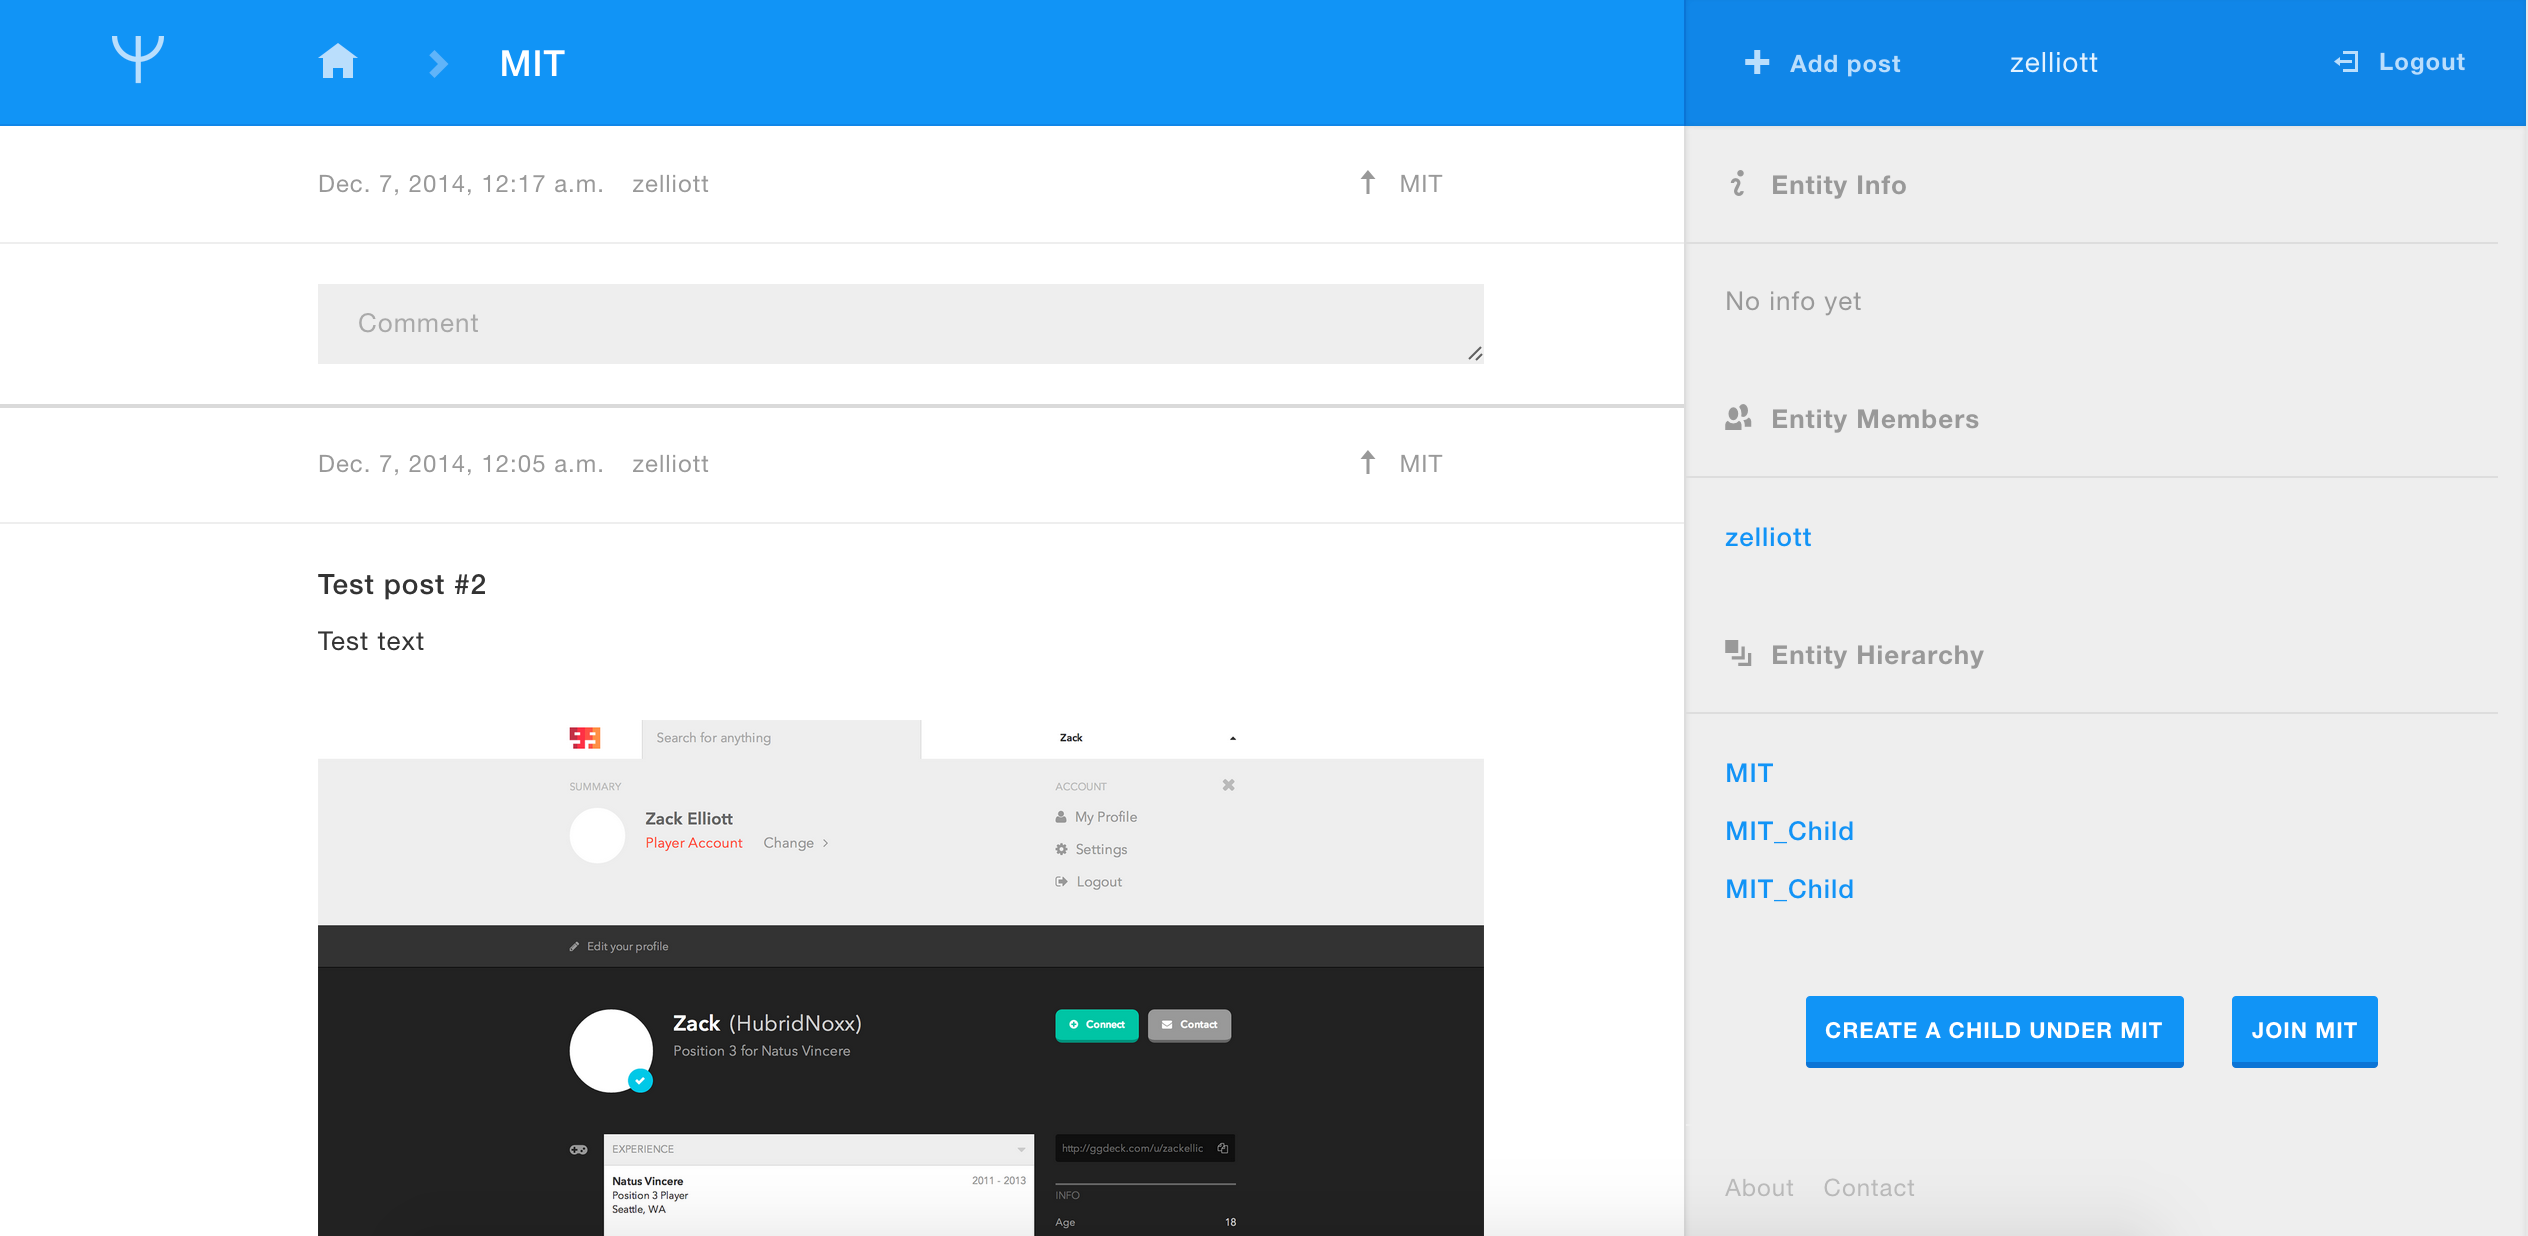 MIT
Add post
zelliott
Logout
Dec. 7, 2014, 12:17 a.m. zelliott
MIT
Comment
Dec. 7, 2014, 12:05 a.m. zelliott
MIT
Test post #2
Test text
Search for anything
Zack
SUMMARY
Zack Elliott
Player Account Change
ACCOUNT
My Profile
Settings
Logout
Edit your profile
Zack (HubridNoxx)
Position 3 for Natus Vincere
Connect
Contact
EXPERIENCE
Natus Vincere 2011 - 2013
Position 3 Player
Seattle, WA
http://ggdeck.com/u/zackellic
INFO
Age 18
Entity Info
No info yet
Entity Members
zelliott
Entity Hierarchy
MIT
MIT_Child
MIT_Child
CREATE A CHILD UNDER MIT
JOIN MIT
About Contact